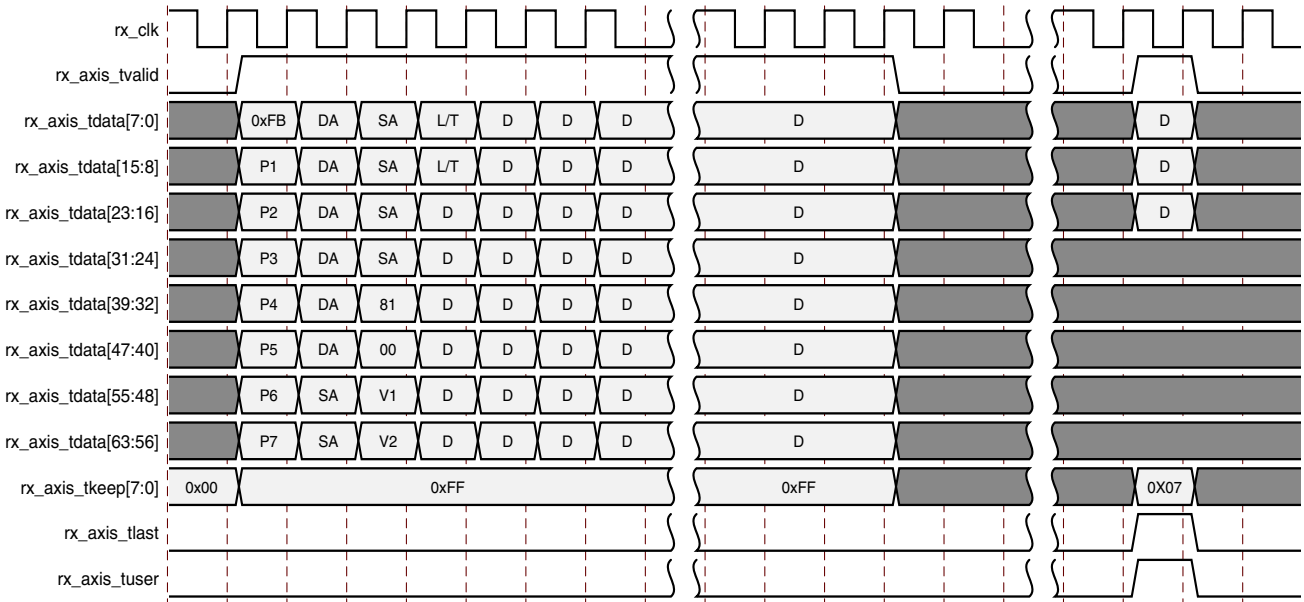 rx_clk
rx_axis_tvalid
rx_axis_tdata[7:0] 0xFB DA SA L/T D D D D D
rx_axis_tdata[15:8] P1 DA SA L/T D D D D D
rx_axis_tdata[23:16] P2 DA SA D D D D D D
rx_axis_tdata[31:24] P3 DA SA D D D D D
rx_axis_tdata[39:32] P4 DA 81 D D D D D
rx_axis_tdata[47:40] P5 DA 00 D D D D D
rx_axis_tdata[55:48] P6 SA V1 D D D D D
rx_axis_tdata[63:56] P7 SA V2 D D D D D
rx_axis_tkeep[7:0] 0x00 0xFF 0xFF 0X07
rx_axis_tlast
rx_axis_tuser